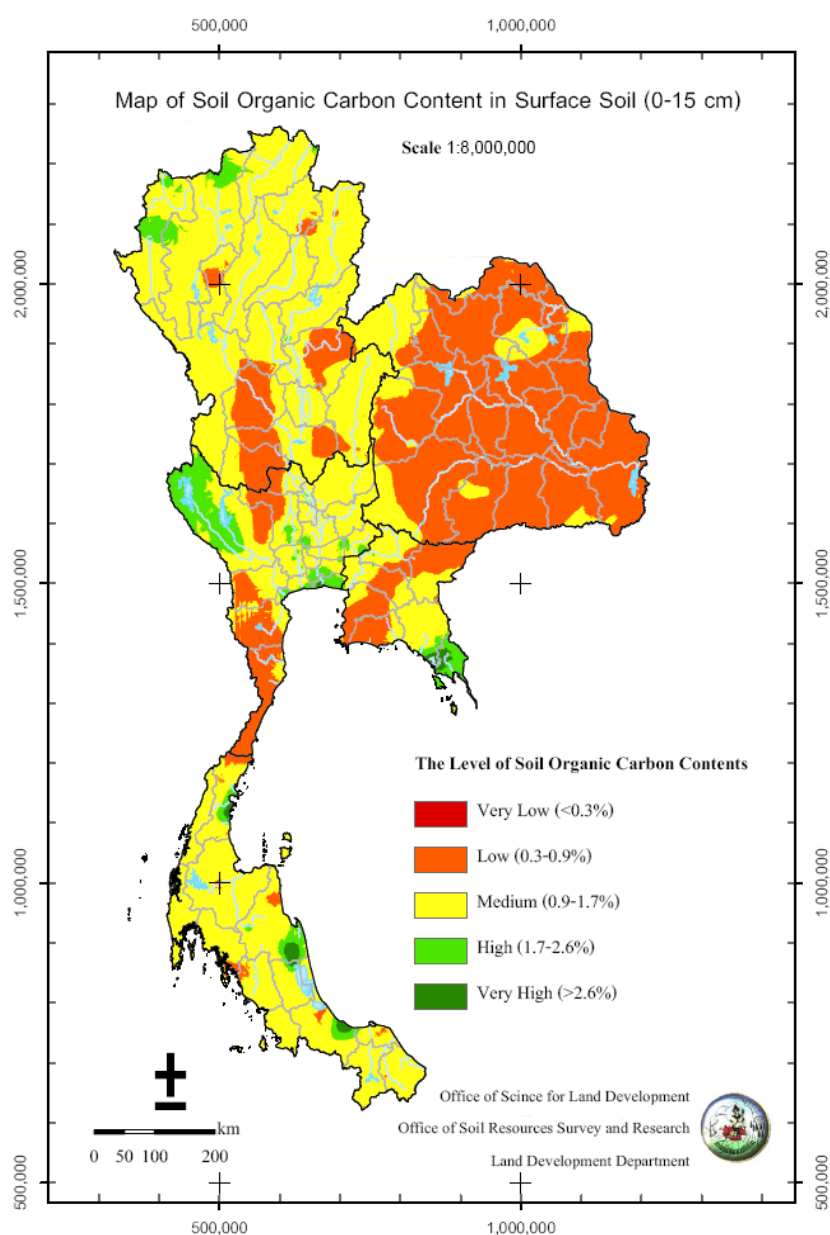 500,000 1,000,000
Map of Soil Organic Carbon Content in Surface Soil (0-15 cm)
Scale 1:8,000,000
2,000,000 2,000,000
1,500,000 1,500,000
The Level of Soil Organic Carbon Contents
Very Low (<0.3%)
Low (0.3-0.9%)
1,000,000 1,000,000
Medium (0.9-1.7%)
High (1.7-2.6%)
Very High (>2.6%)
Office of Scince for Land Development
km
Office of Soil Resources Survey and Research
0 50 100 200
Land Development Department
500,000 500,000
500,000 1,000,000